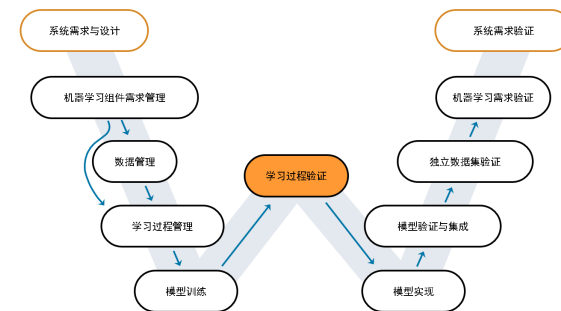 系统需求与设计
系统需求验证
机器学习组件需求管理
机器学习需求验证
数据管理
独立数据集验证
学习过程验证
学习过程管理
模型验证与集成
模型训练
模型实现